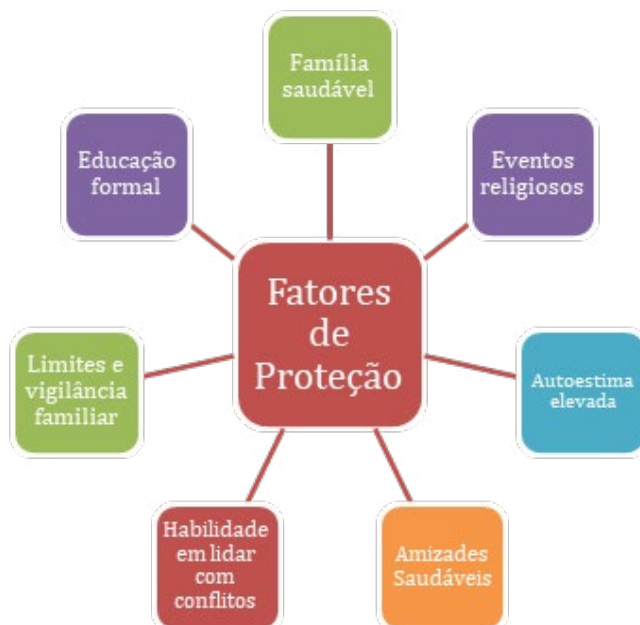 Família
saudável
Educação
formal
Eventos
religiosos
Fatores
de
Proteção
Limites e
vigilância
familiar
Autoestima
elevada
Habilidade
em lidar
com
conflitos
Amizades
Saudáveis